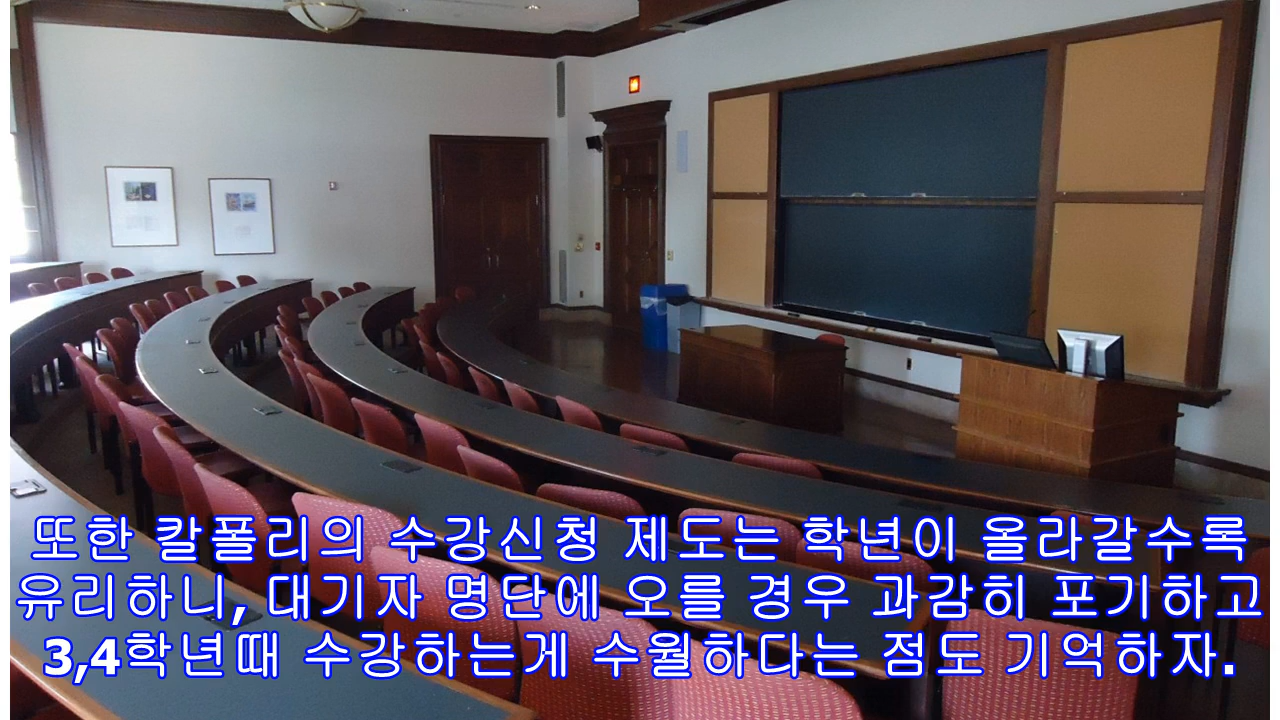 또한 칼폴리의 수강신청 제도는 학년이 올라갈수록
유리하니, 대기자 명단에 오를 경우 과감히 포기하고
3,4학년때 수강하는게 수월하다는 점도 기억하자.